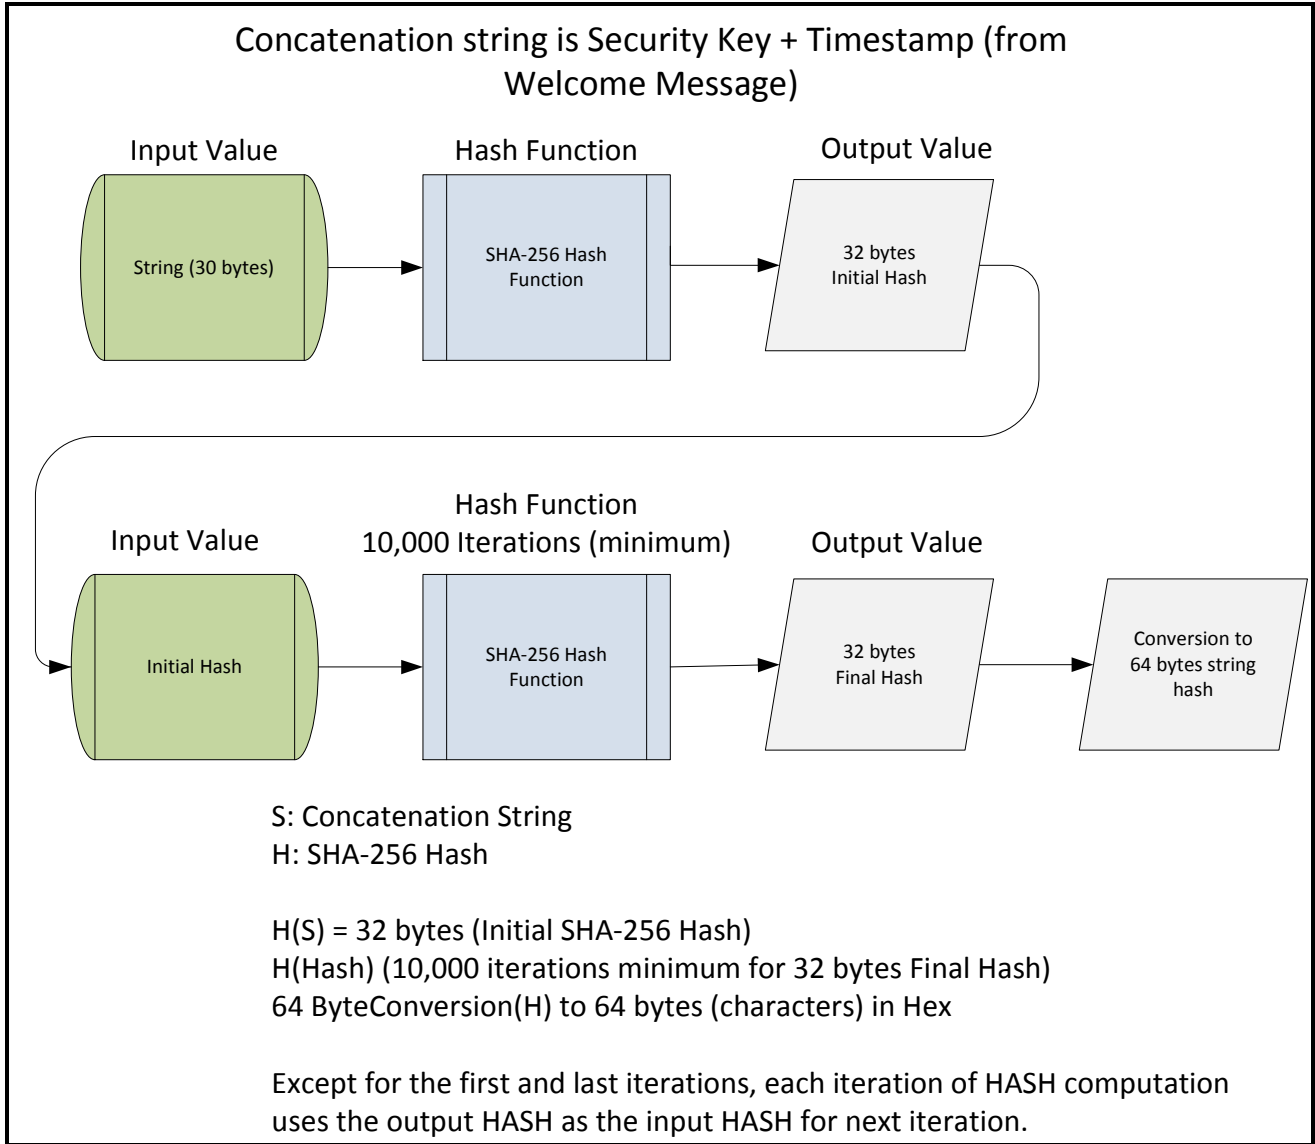 Concatenation string is Security Key + Timestamp (from
Welcome Message)
Input Value
Hash Function
Output Value
String (30 bytes)
SHA-256 Hash
Function
32 bytes
Initial Hash
Input Value
Hash Function
10,000 Iterations (minimum)
Output Value
Initial Hash
SHA-256 Hash
Function
32 bytes
Final Hash
Conversion to
64 bytes string
hash
S: Concatenation String
H: SHA-256 Hash
H(S) = 32 bytes (Initial SHA-256 Hash)
H(Hash) (10,000 iterations minimum for 32 bytes Final Hash)
64 ByteConversion(H) to 64 bytes (characters) in Hex
Except for the first and last iterations, each iteration of HASH computation
uses the output HASH as the input HASH for next iteration.